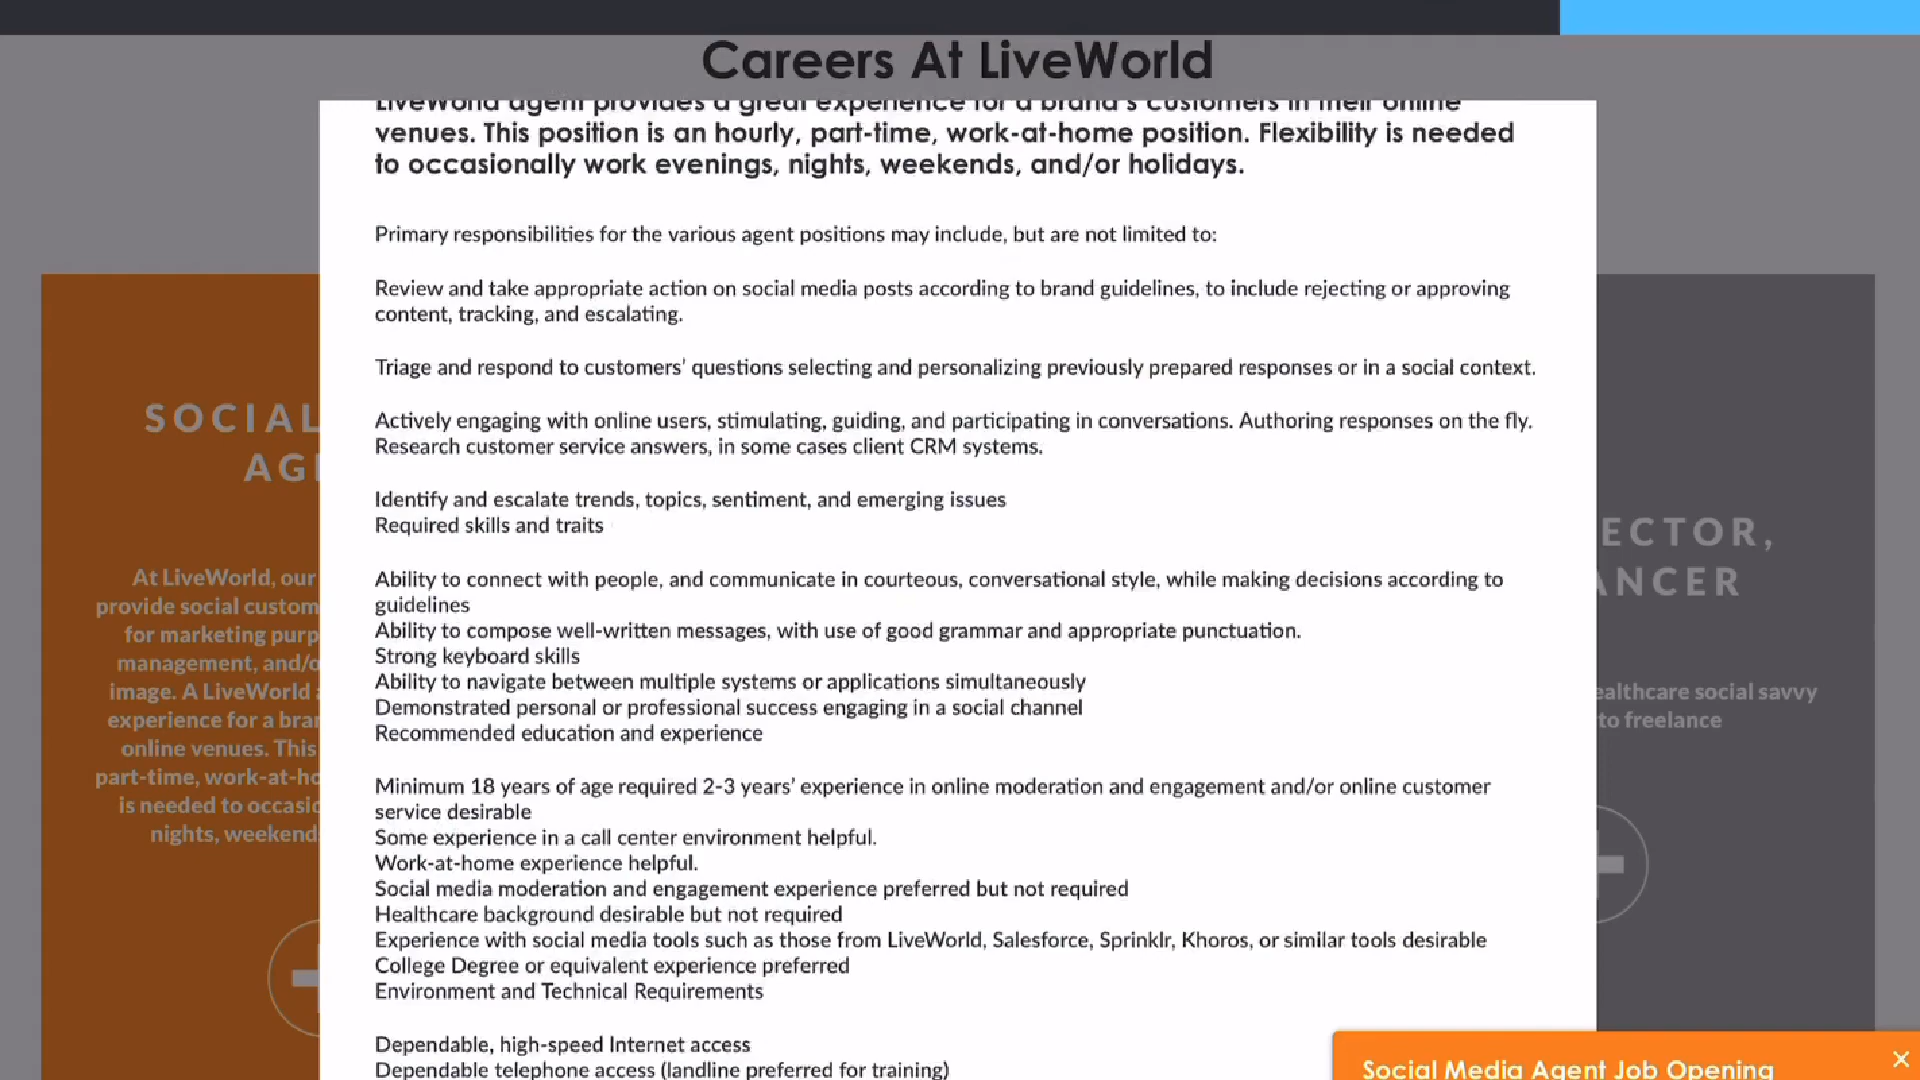 Careers At LiveWorld
LiveWorld agent provides a great experience for a brand's customers in their online
venues. This position is an hourly, part-time, work-at-home position. Flexibility is needed
to occasionally work evenings, nights, weekends, and/or holidays.
Primary responsibilities for the various agent positions may include, but are not limited to:
Review and take appropriate action on social media posts according to brand guidelines, to include rejecting or approving
content, tracking, and escalating.
Triage and respond to customers’ questions selecting and personalizing previously prepared responses or in a social context.
Actively engaging with online users, stimulating, guiding, and participating in conversations. Authoring responses on the fly.
Research customer service answers, in some cases client CRM systems.
Identify and escalate trends, topics, sentiment, and emerging issues
Required skills and traits
Ability to connect with people, and communicate in courteous, conversational style, while making decisions according to
guidelines
Ability to compose well-written messages, with use of good grammar and appropriate punctuation.
Strong keyboard skills
Ability to navigate between multiple systems or applications simultaneously
Demonstrated personal or professional success engaging in a social channel
Recommended education and experience
Minimum 18 years of age required 2-3 years’ experience in online moderation and engagement and/or online customer
service desirable
Some experience in a call center environment helpful.
Work-at-home experience helpful.
Social media moderation and engagement experience preferred but not required
Healthcare background desirable but not required
Experience with social media tools such as those from LiveWorld, Salesforce, Sprinklr, Khoros, or similar tools desirable
College Degree or equivalent experience preferred
Environment and Technical Requirements
Dependable, high-speed Internet access
Dependable telephone access (landline preferred for training)
SOCIAL
AG
At LiveWorld, our
provide social custom
for marketing purp
management, and/o
image. A LiveWorld
experience for a bra
online venues. This
part-time, work-at-ho
is needed to occasio
nights, weekend
ECTOR,
ANCER
ealthcare social savvy
to freelance
Social Media Agent Job Opening